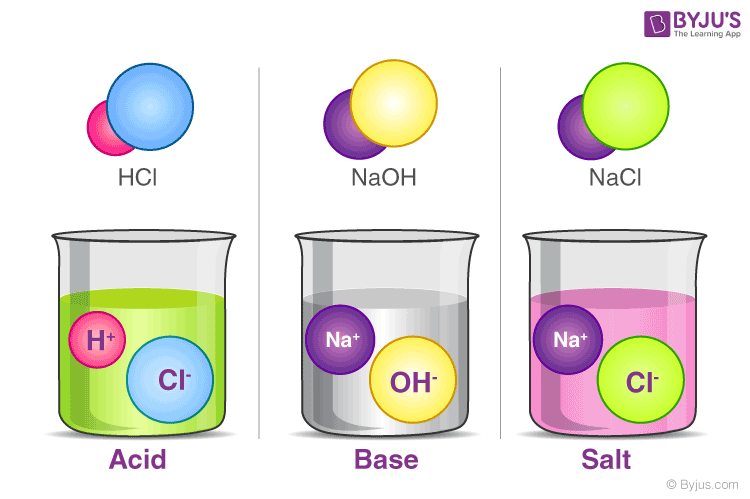 BYJU'S
The Learning App
HCl
NaOH
NaCl
H⁺
Cl⁻
Na⁺
OH⁻
Na⁺
Cl⁻
Acid
Base
Salt
© Byjus.com